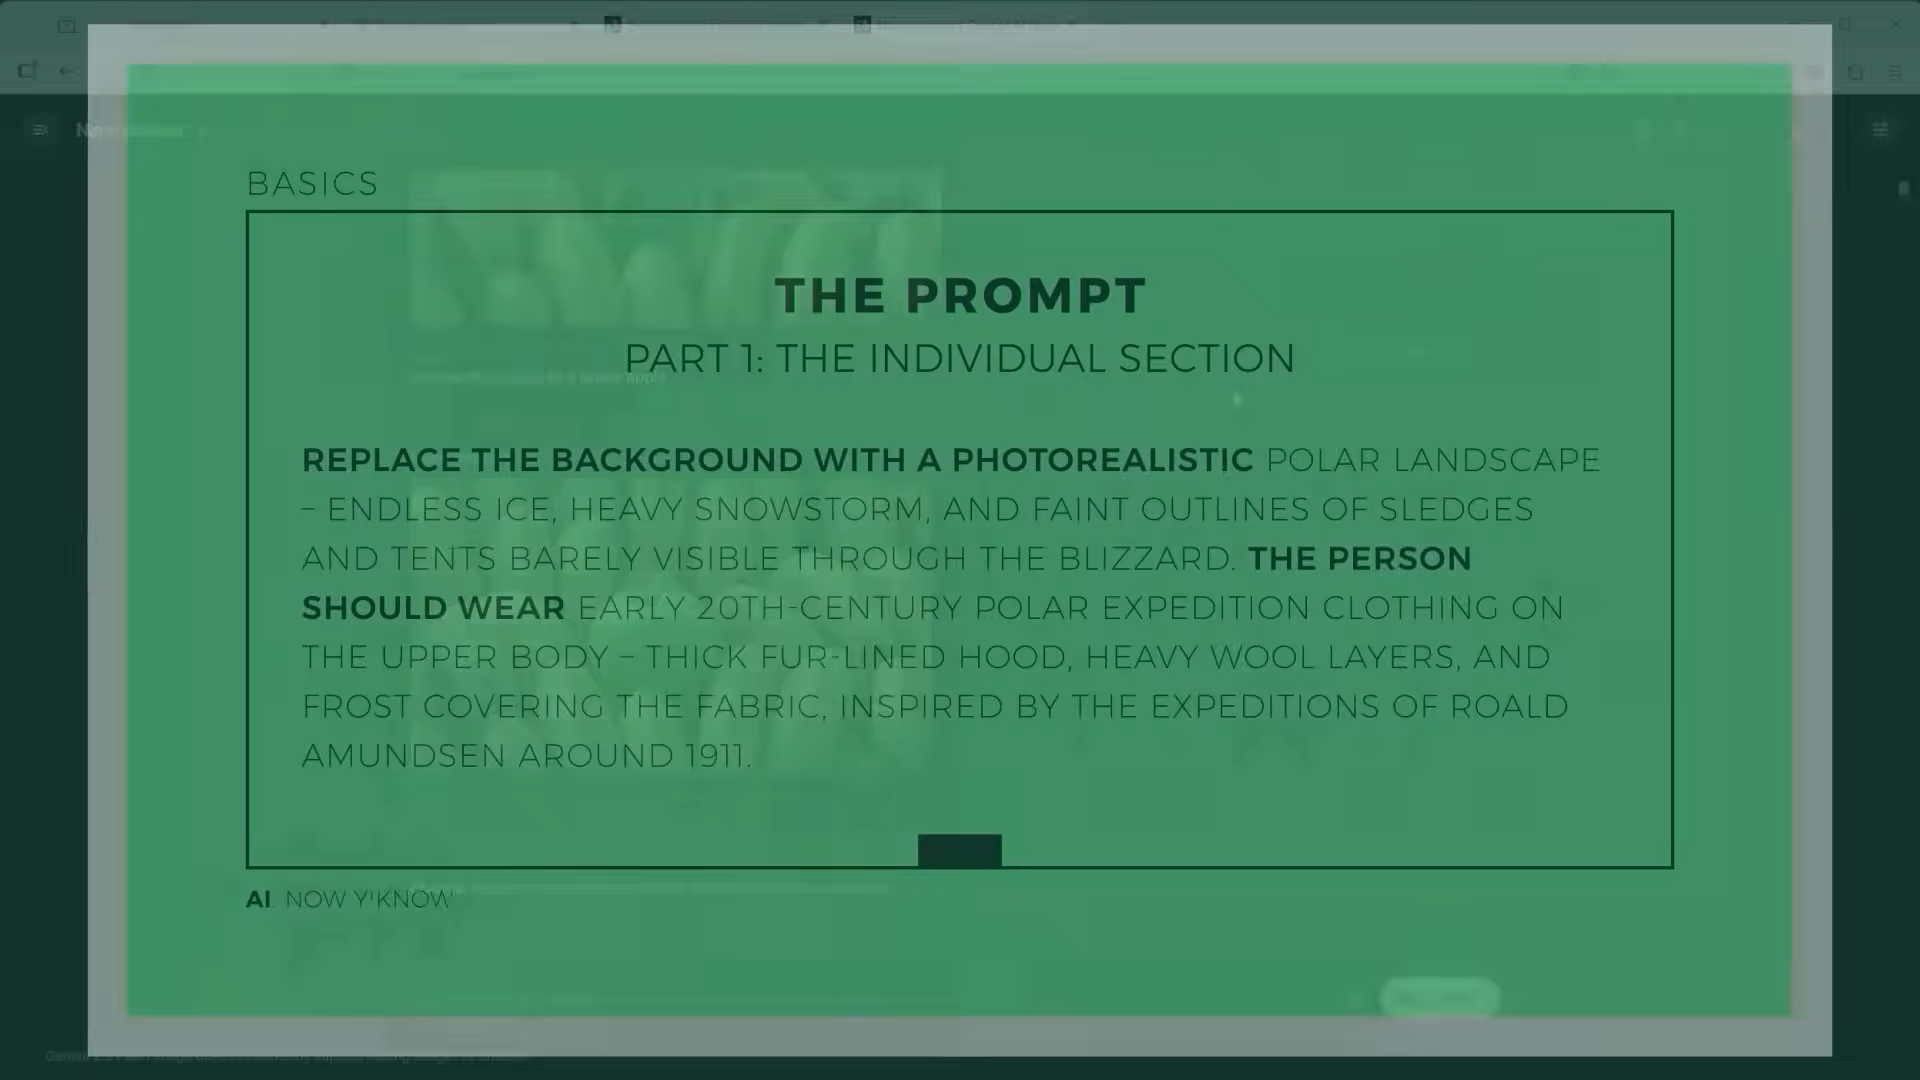 BASICS
THE PROMPT
PART 1: THE INDIVIDUAL SECTION
REPLACE THE BACKGROUND WITH A PHOTOREALISTIC POLAR LANDSCAPE
– ENDLESS ICE, HEAVY SNOWSTORM, AND FAINT OUTLINES OF SLEDGES
AND TENTS BARELY VISIBLE THROUGH THE BLIZZARD. THE PERSON
SHOULD WEAR EARLY 20TH-CENTURY POLAR EXPEDITION CLOTHING ON
THE UPPER BODY – THICK FUR-LINED HOOD, HEAVY WOOL LAYERS, AND
FROST COVERING THE FABRIC, INSPIRED BY THE EXPEDITIONS OF ROALD
AMUNDSEN AROUND 1911.
AI. NOW Y'KNOW